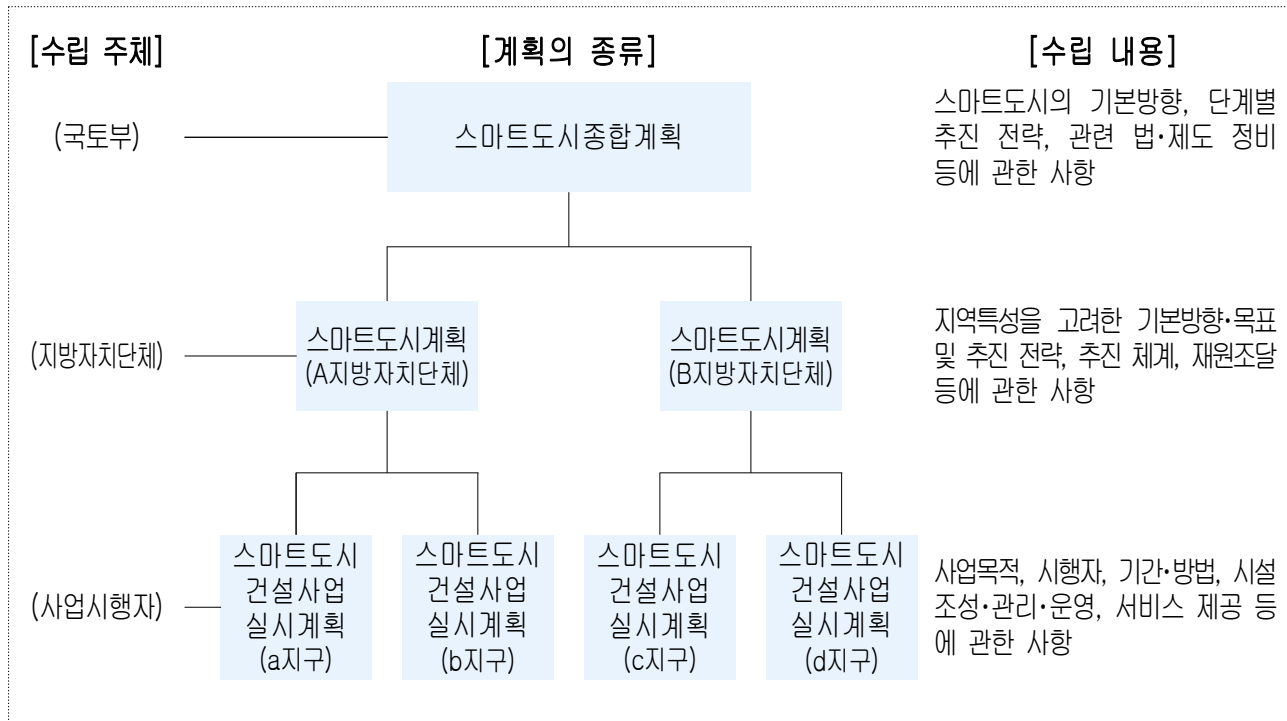 [수립 주체]
[계획의 종류]
[수립 내용]
(국토부)
스마트도시종합계획
스마트도시의 기본방향, 단계별
추진 전략, 관련 법·제도 정비
등에 관한 사항
(지방자치단체)
스마트도시계획
(A지방자치단체)
스마트도시계획
(B지방자치단체)
지역특성을 고려한 기본방향·목표
및 추진 전략, 추진 체계, 재원조달
등에 관한 사항
(사업시행자)
스마트도시
건설사업
실시계획
(a지구)
스마트도시
건설사업
실시계획
(b지구)
스마트도시
건설사업
실시계획
(c지구)
스마트도시
건설사업
실시계획
(d지구)
사업목적, 시행자, 기간·방법, 시설
조성·관리·운영, 서비스 제공 등
에 관한 사항